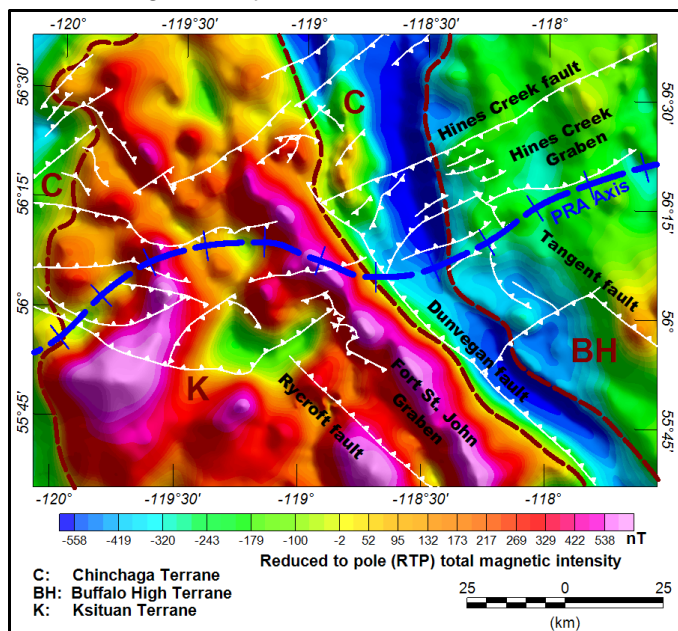 -120° -119°30' -119° -118°30' -118°
56°30'
56°15'
56°
55°45'
56°30'
56°15'
56°
55°45'
C
C
K
BH
Hines Creek fault
Hines Creek
Graben
PRA Axis
Tangent fault
Dunvegan fault
Fort St. John
Graben
Rycroft fault
-120° -119°30' -119° -118°30' -118°
-558 -419 -320 -243 -179 -100 -2 52 95 132 173 217 269 329 422 538 nT
Reduced to pole (RTP) total magnetic intensity
C: Chinchaga Terrane
BH: Buffalo High Terrane
K: Ksituan Terrane
25 0 25
(km)